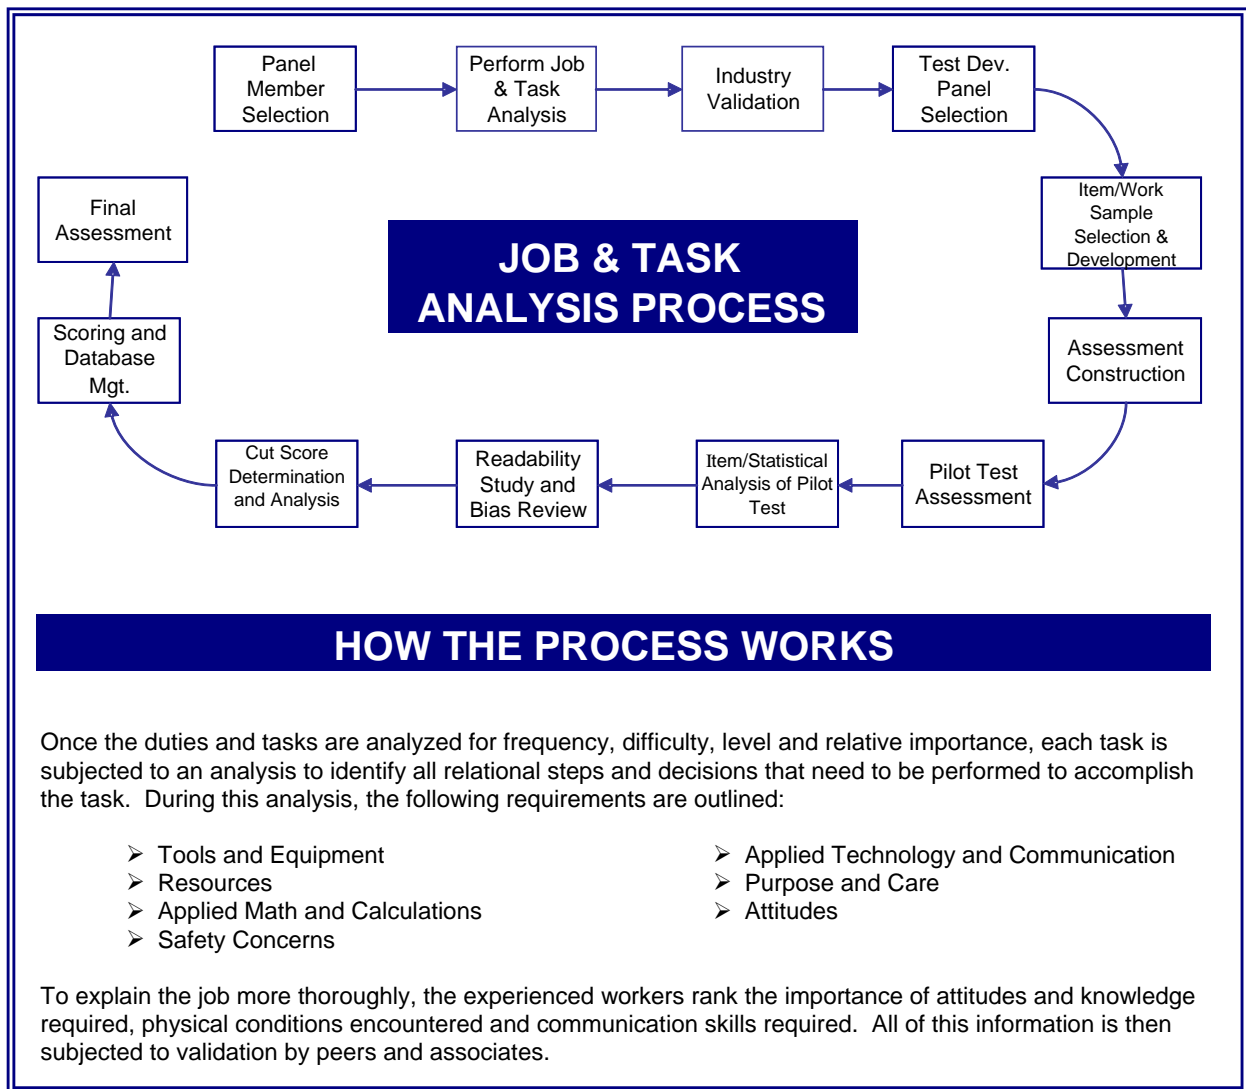 Panel
Member
Selection
Perform Job
& Task
Analysis
Industry
Validation
Test Dev.
Panel
Selection
Item/Work
Sample
Selection &
Development
Assessment
Construction
Pilot Test
Assessment
Item/Statistical
Analysis of Pilot
Test
Readability
Study and
Bias Review
Cut Score
Determination
and Analysis
Scoring and
Database
Mgt.
Final
Assessment
JOB & TASK
ANALYSIS PROCESS
HOW THE PROCESS WORKS
Once the duties and tasks are analyzed for frequency, difficulty, level and relative importance, each task is
subjected to an analysis to identify all relational steps and decisions that need to be performed to accomplish
the task.  During this analysis, the following requirements are outlined:
➢ Tools and Equipment
➢ Resources
➢ Applied Math and Calculations
➢ Safety Concerns
➢ Applied Technology and Communication
➢ Purpose and Care
➢ Attitudes
To explain the job more thoroughly, the experienced workers rank the importance of attitudes and knowledge
required, physical conditions encountered and communication skills required.  All of this information is then
subjected to validation by peers and associates.